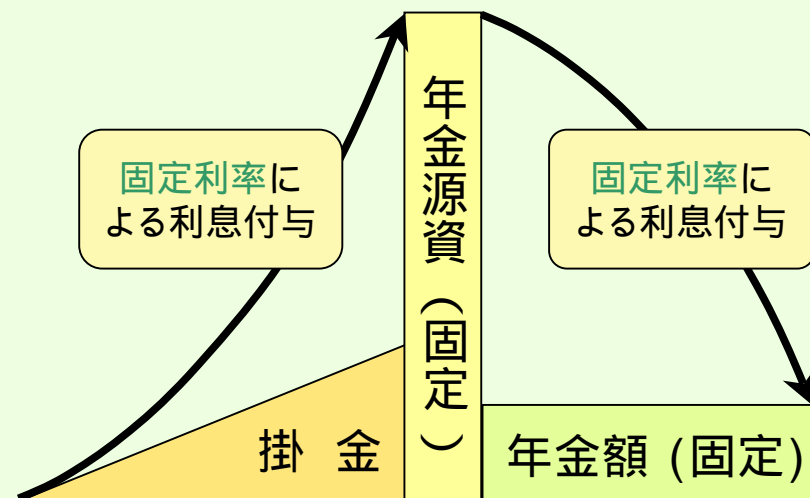 固定利率に
よる利息付与
年金源資（固定）
固定利率に
よる利息付与
掛 金
年金額 (固定)